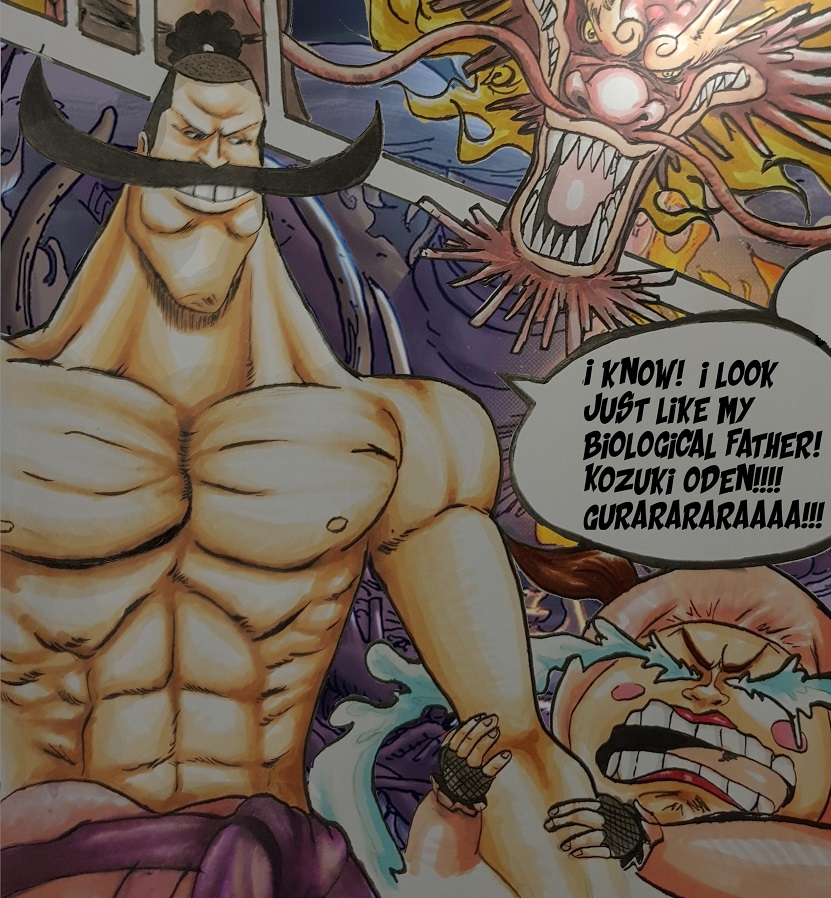 I KNOW! I LOOK
JUST LIKE MY
BIOLOGICAL FATHER!
KOZUKI ODEN!!!!
GURARARARAAAA!!!